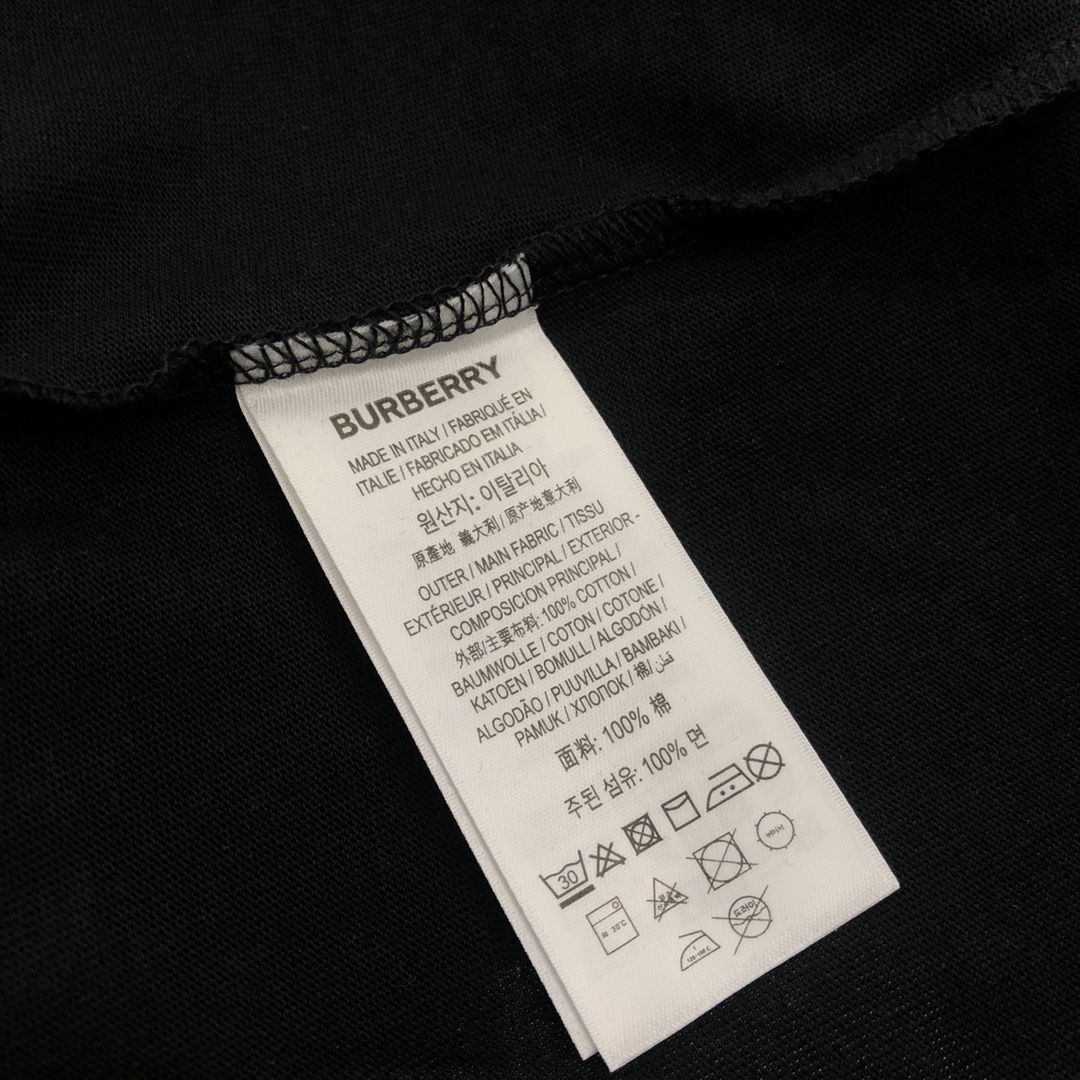 BURBERRY
MADE IN ITALY / FABRIQUÉ EN
ITALIE / FABRICADO EM ITÁLIA /
HECHO EN ITALIA
원산지: 이탈리아
原產地 義大利/原产地意大利
OUTER / MAIN FABRIC / TISSU
EXTÉRIEUR / PRINCIPAL / EXTERIOR -
COMPOSICION PRINCIPAL /
外部/主要布料: 100% COTTON /
BAUMWOLLE / COTON / COTONE /
KATOEN / BOMULL / ALGODÓN /
ALGODÃO / PUUVILLA / BAMBAKI /
PAMUK / ХЛОПОК / 棉/ قطن
面料: 100% 棉
주된 섬유: 100% 면
30
드라이